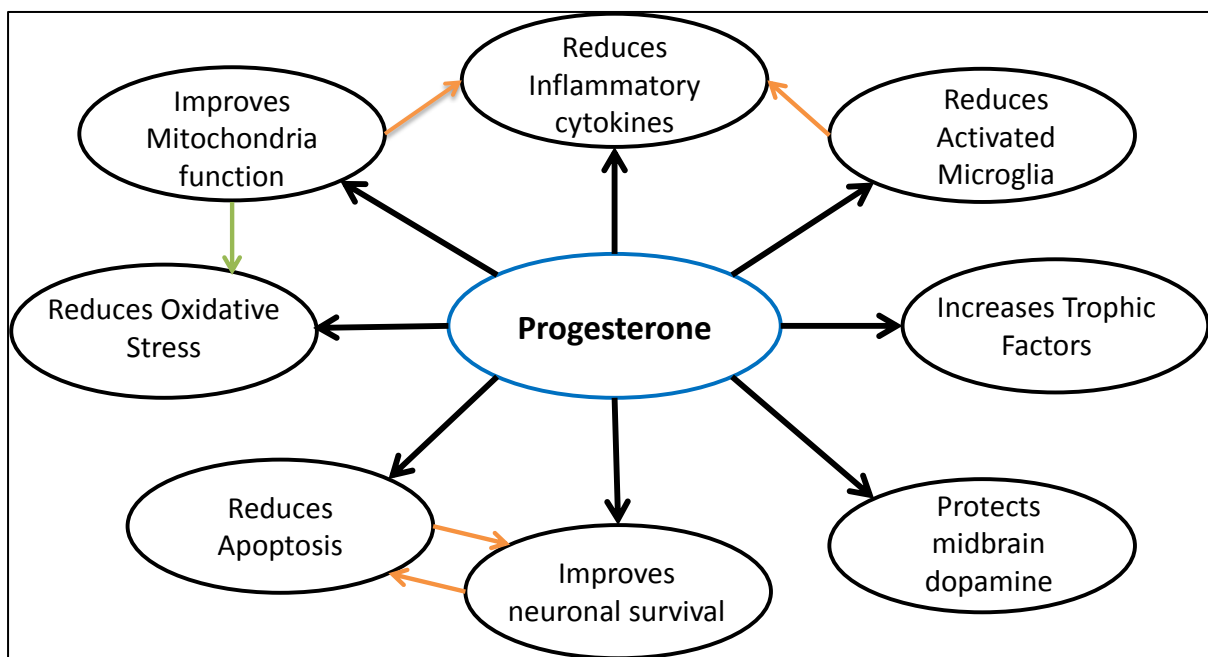 Reduces
Inflammatory
cytokines
Improves
Mitochondria
function
Reduces
Activated
Microglia
Reduces Oxidative
Stress
Progesterone
Increases Trophic
Factors
Reduces
Apoptosis
Improves
neuronal survival
Protects
midbrain
dopamine